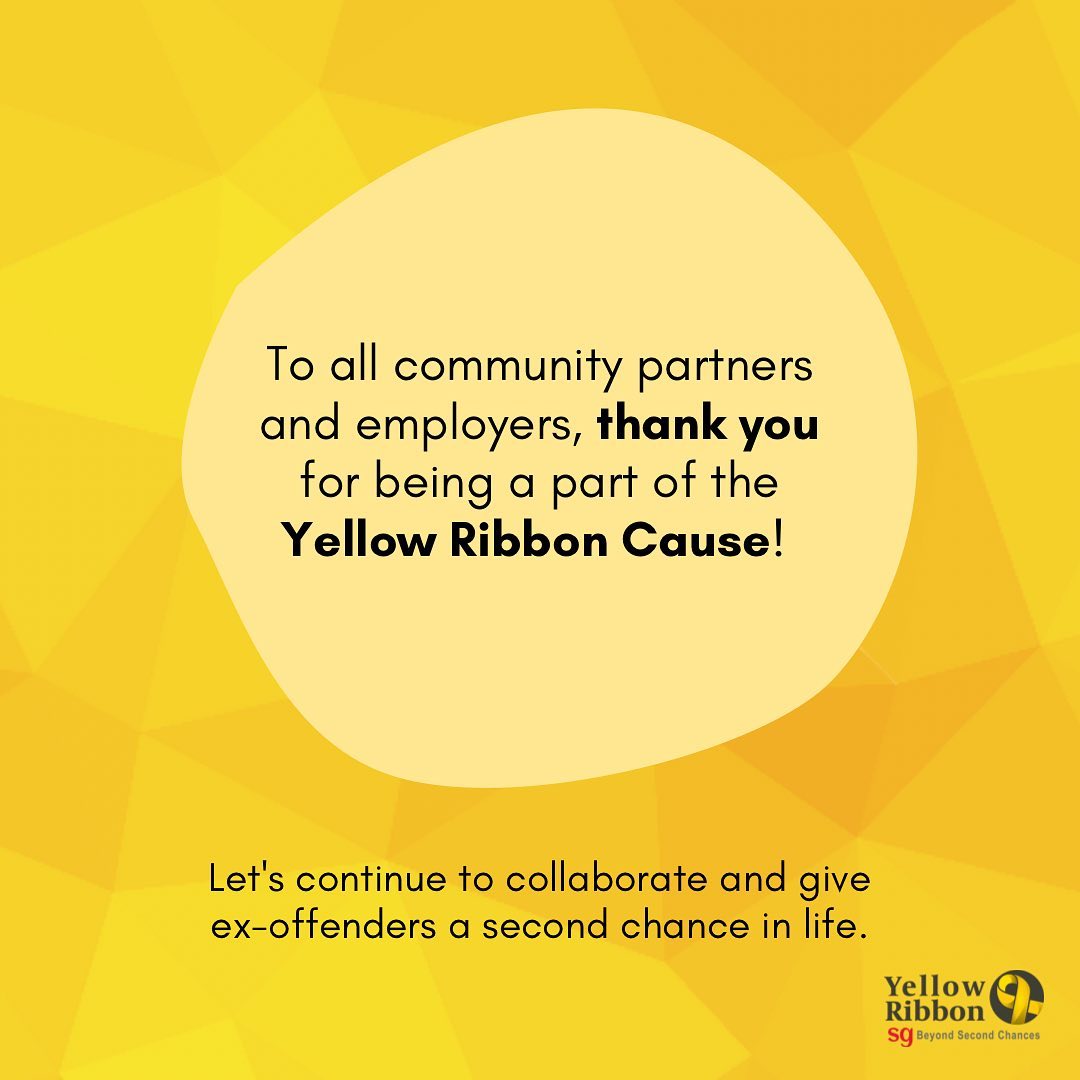 To all community partners
and employers, thank you
for being a part of the
Yellow Ribbon Cause!
Let's continue to collaborate and give
ex-offenders a second chance in life.
Yellow
Ribbon
sg Beyond Second Chances